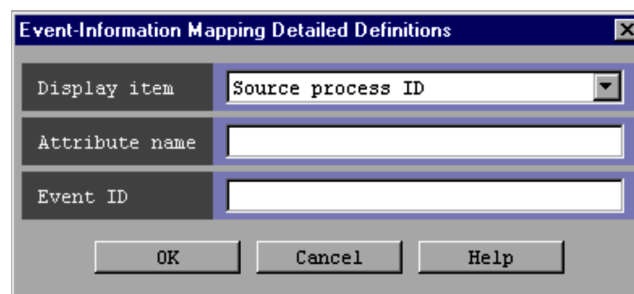 Event-Information Mapping Detailed Definitions
Display item Source process ID
Attribute name
Event ID
OK Cancel Help